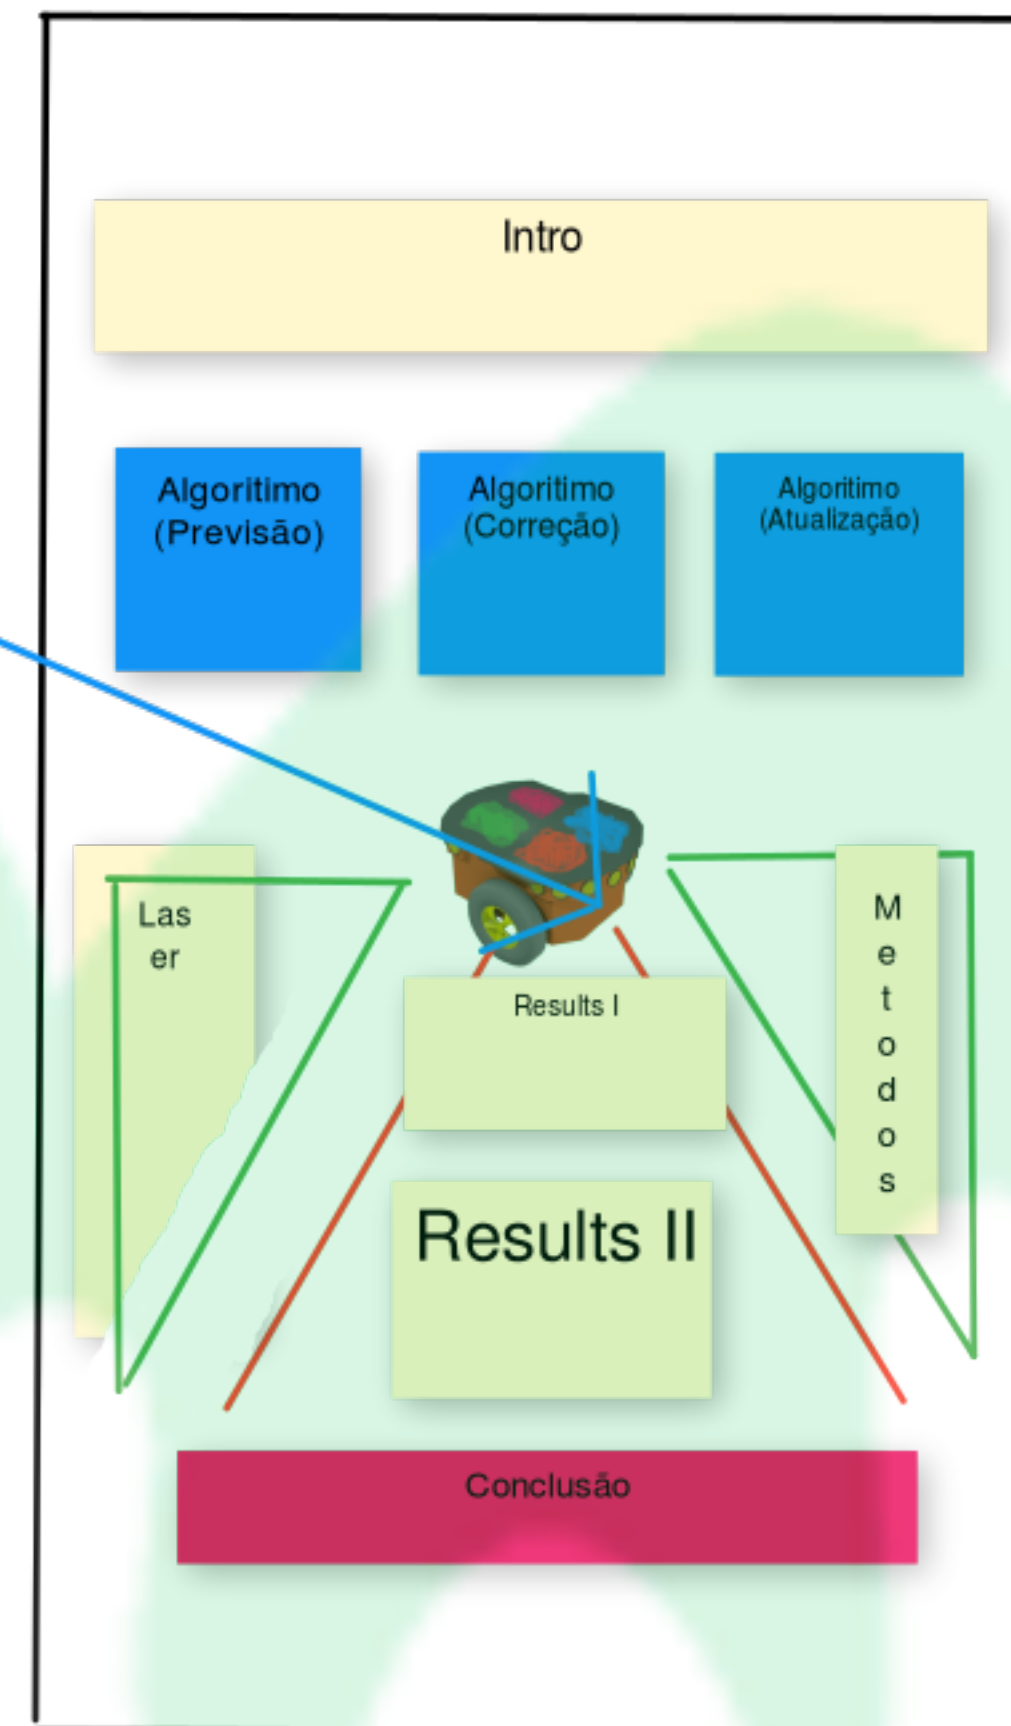 Intro
Algoritimo
(Previsão)
Algoritimo
(Correção)
Algoritimo
(Atualização)
Las
er
M
e
t
o
d
o
s
Results I
Results II
Conclusão